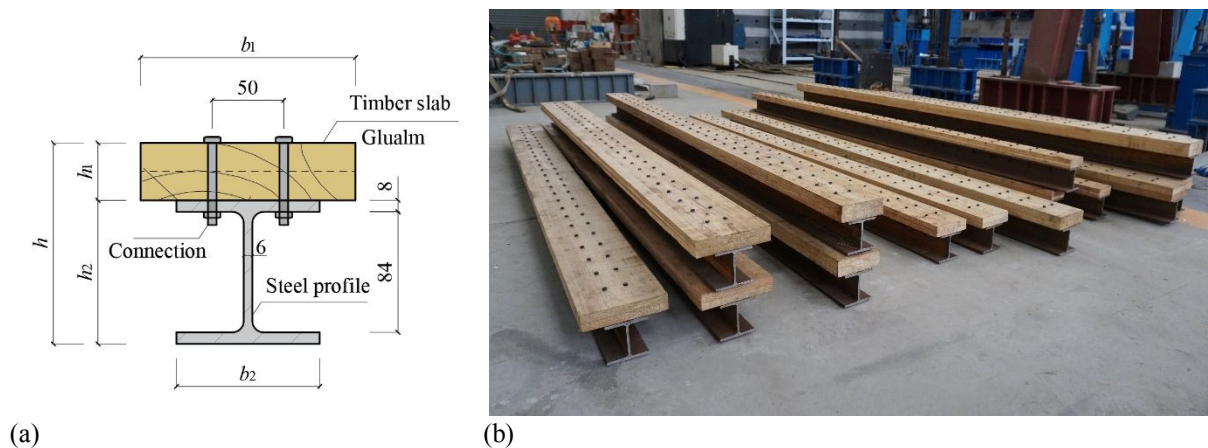 b1
50
Timber slab
Glualm
h1
8
h
Connection
6
84
h2
Steel profile
b2
(a)
(b)